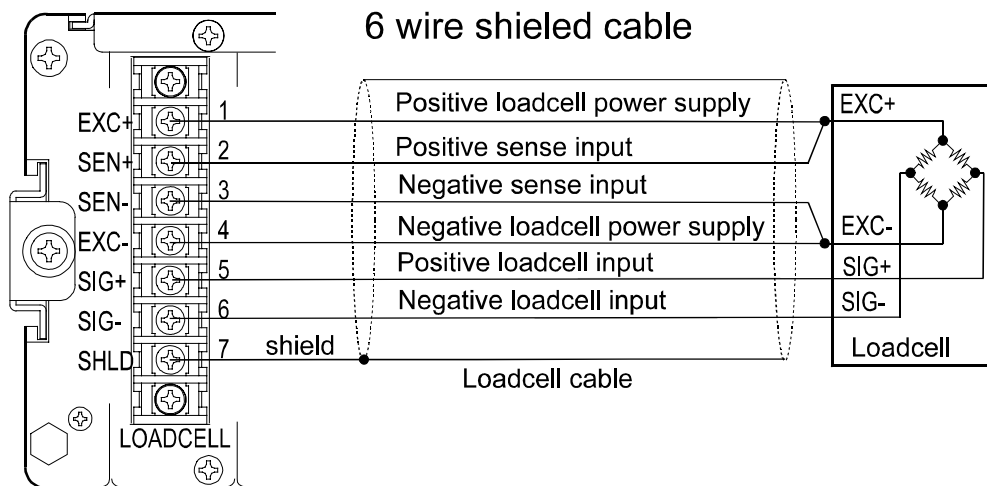 6 wire shielded cable
EXC+ 1 Positive loadcell power supply EXC+
SEN+ 2 Positive sense input
SEN- 3 Negative sense input
EXC- 4 Negative loadcell power supply EXC-
SIG+ 5 Positive loadcell input SIG+
SIG- 6 Negative loadcell input SIG-
SHLD 7 shield Loadcell
Loadcell cable
LOADCELL